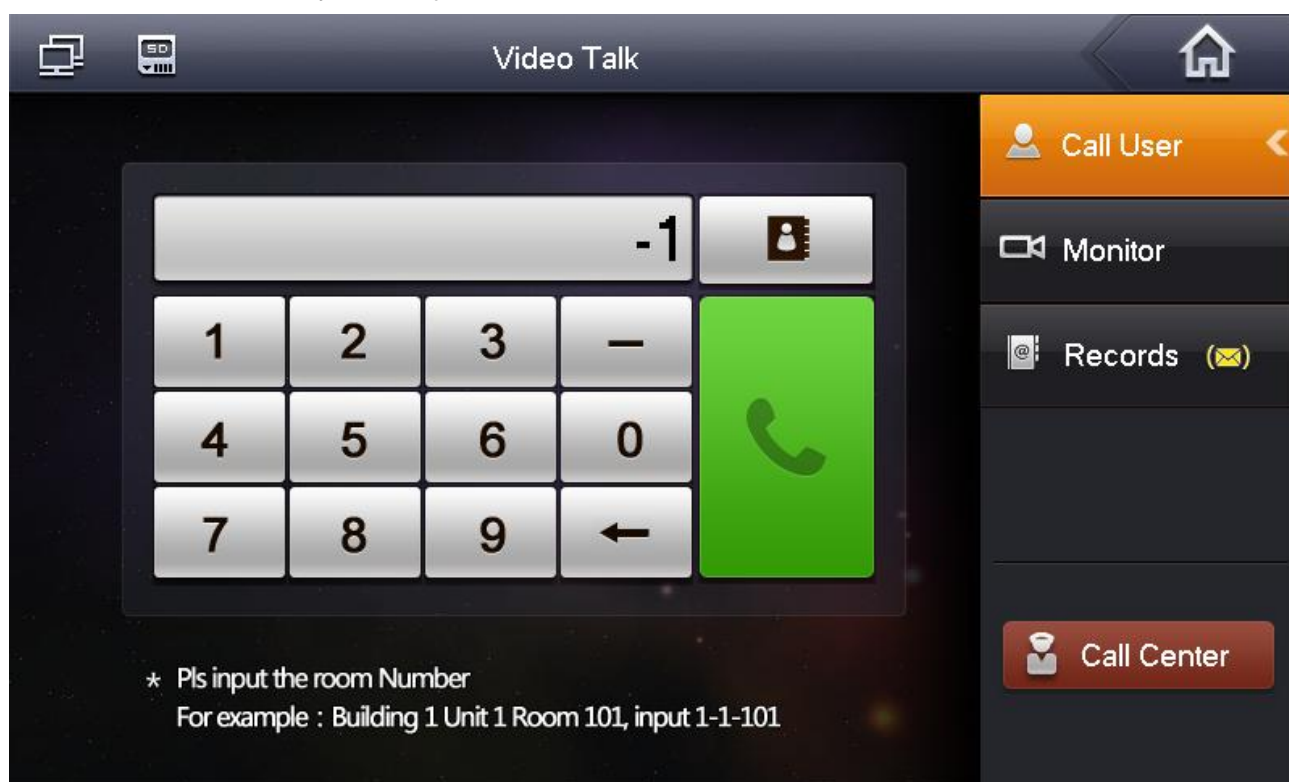 SD
Video Talk
Call User
-1
Monitor
1 2 3 –
Records (✉)
@
4 5 6 0
7 8 9 ←
Call Center
* Pls input the room Number
For example : Building 1 Unit 1 Room 101, input 1-1-101